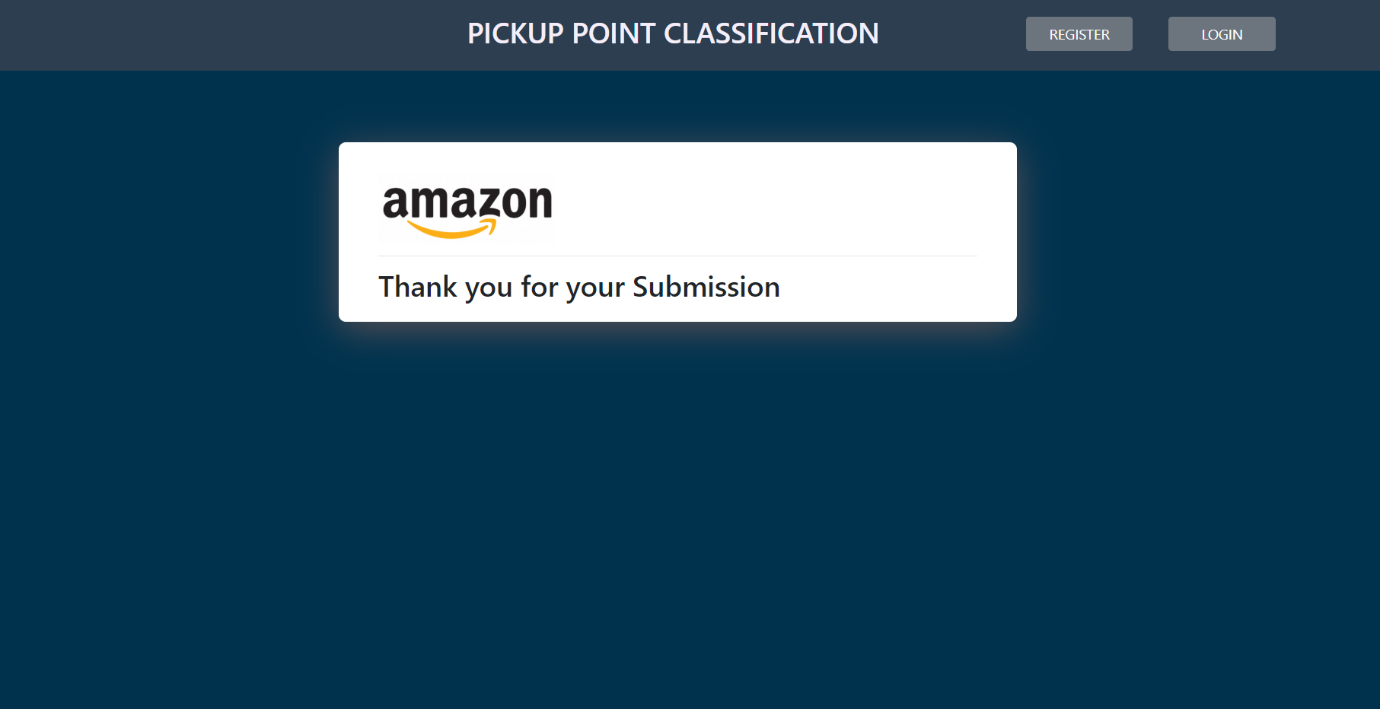 PICKUP POINT CLASSIFICATION
REGISTER
LOGIN
amazon
Thank you for your Submission